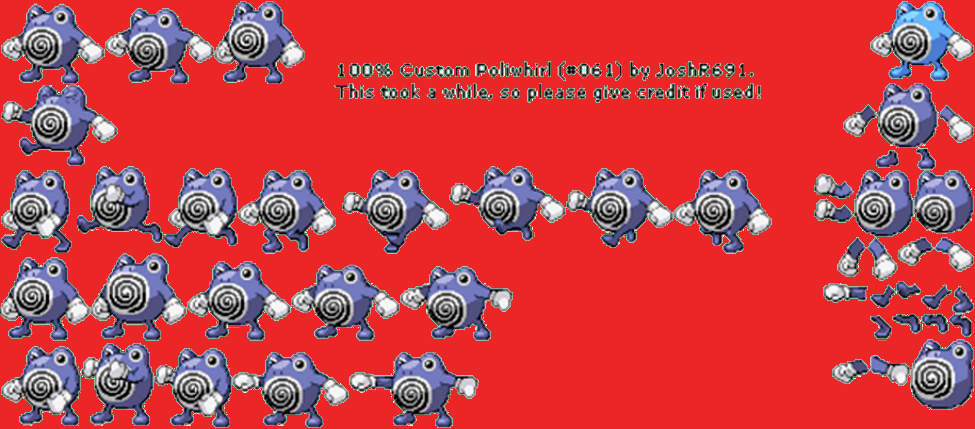 100% Custom Poliwhirl (#061) by JoshR691.
This took a while, so please give credit if used!